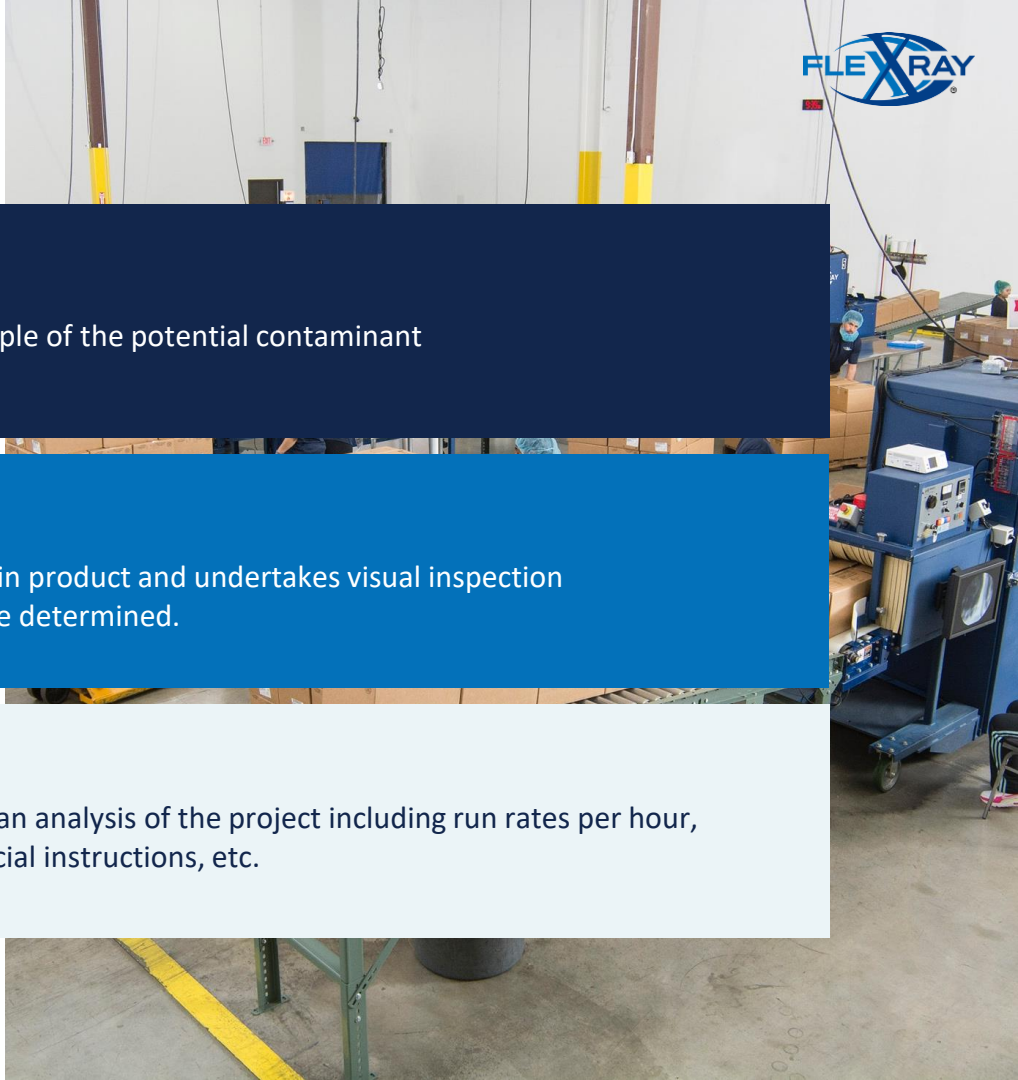 FLEXXRAY
®
ple of the potential contaminant
in product and undertakes visual inspection
e determined.
an analysis of the project including run rates per hour,
cial instructions, etc.